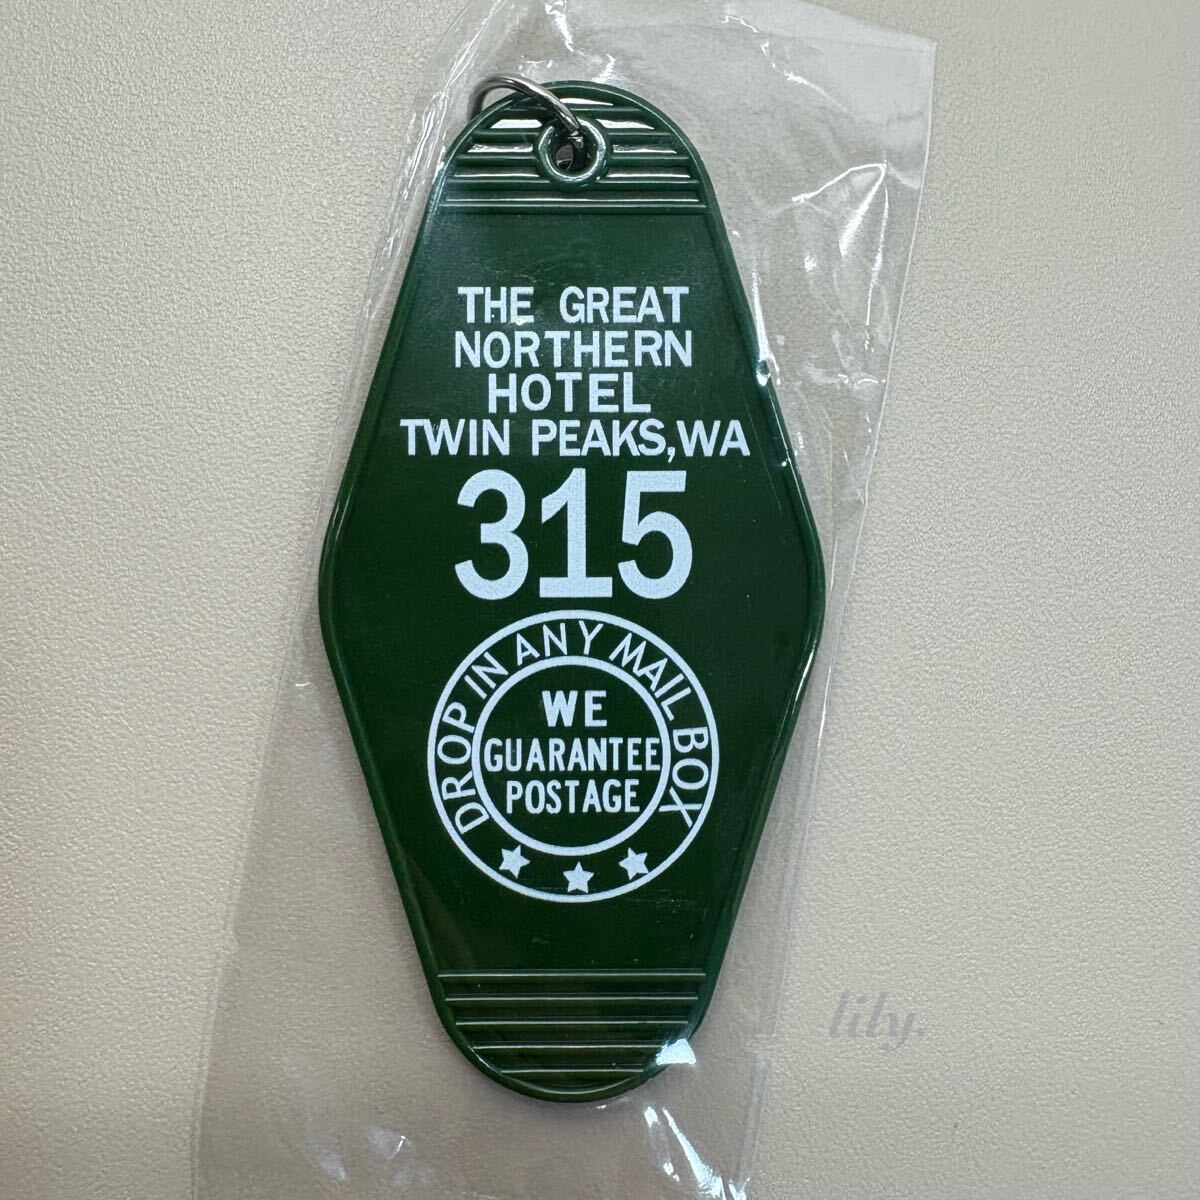 THE GREAT
NORTHERN
HOTEL
TWIN PEAKS,WA
315
DROP IN ANY MAIL BOX
WE
GUARANTEE
POSTAGE
lily.